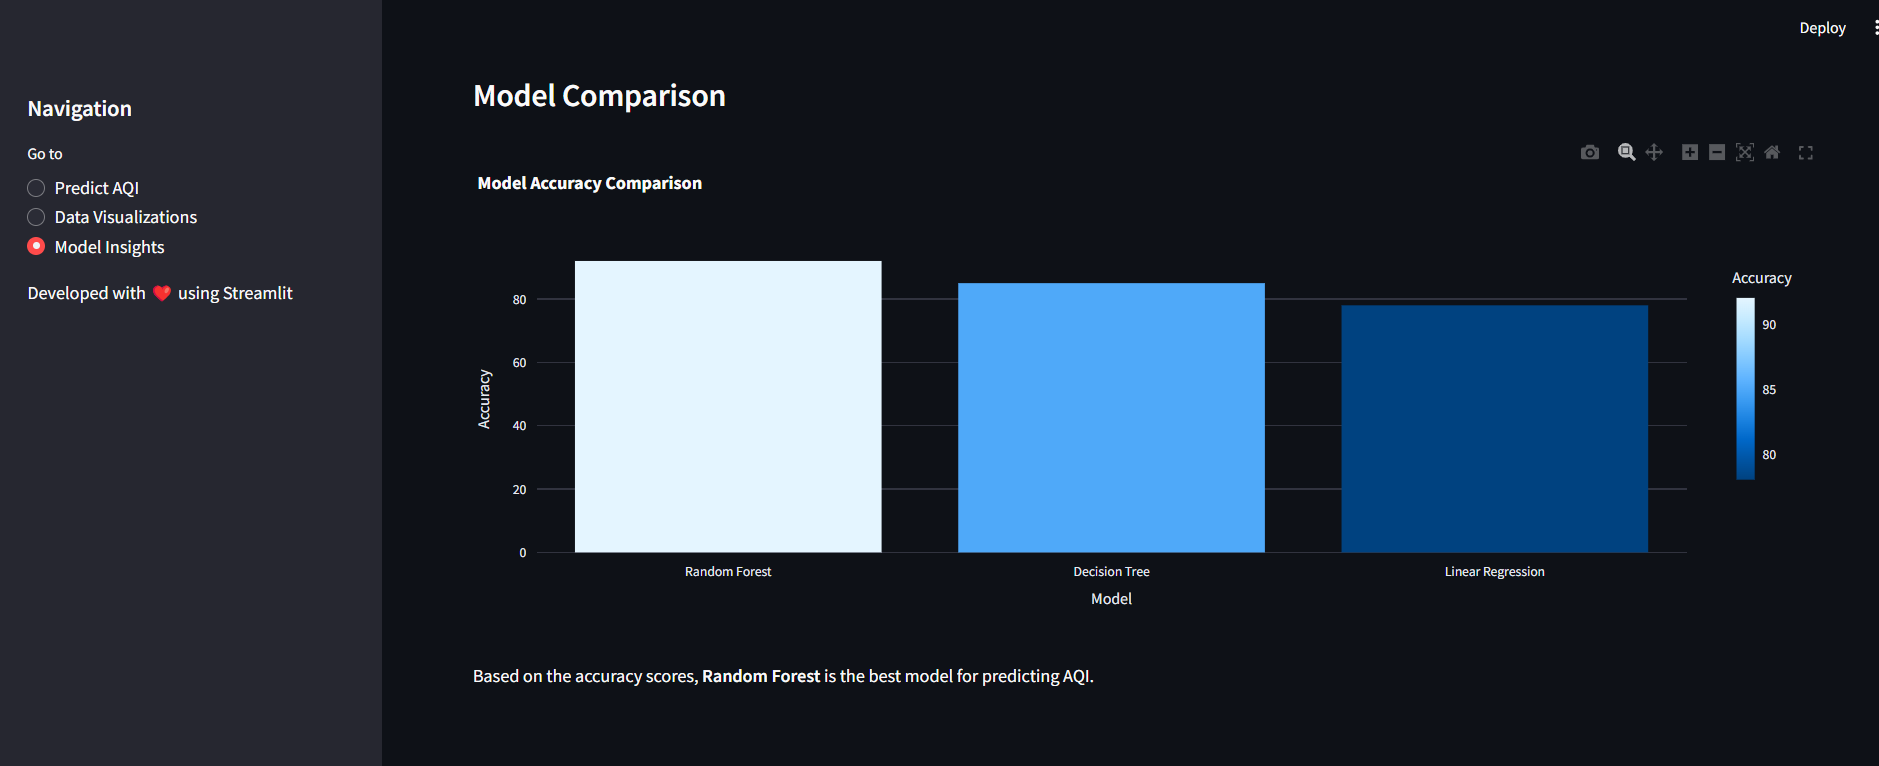 Deploy
Navigation
Go to
Predict AQI
Data Visualizations
Model Insights
Developed with ❤️ using Streamlit
Model Comparison
Model Accuracy Comparison
Accuracy
80
60
40
20
0
Random Forest
Decision Tree
Linear Regression
Model
Accuracy
90
85
80
Based on the accuracy scores, Random Forest is the best model for predicting AQI.